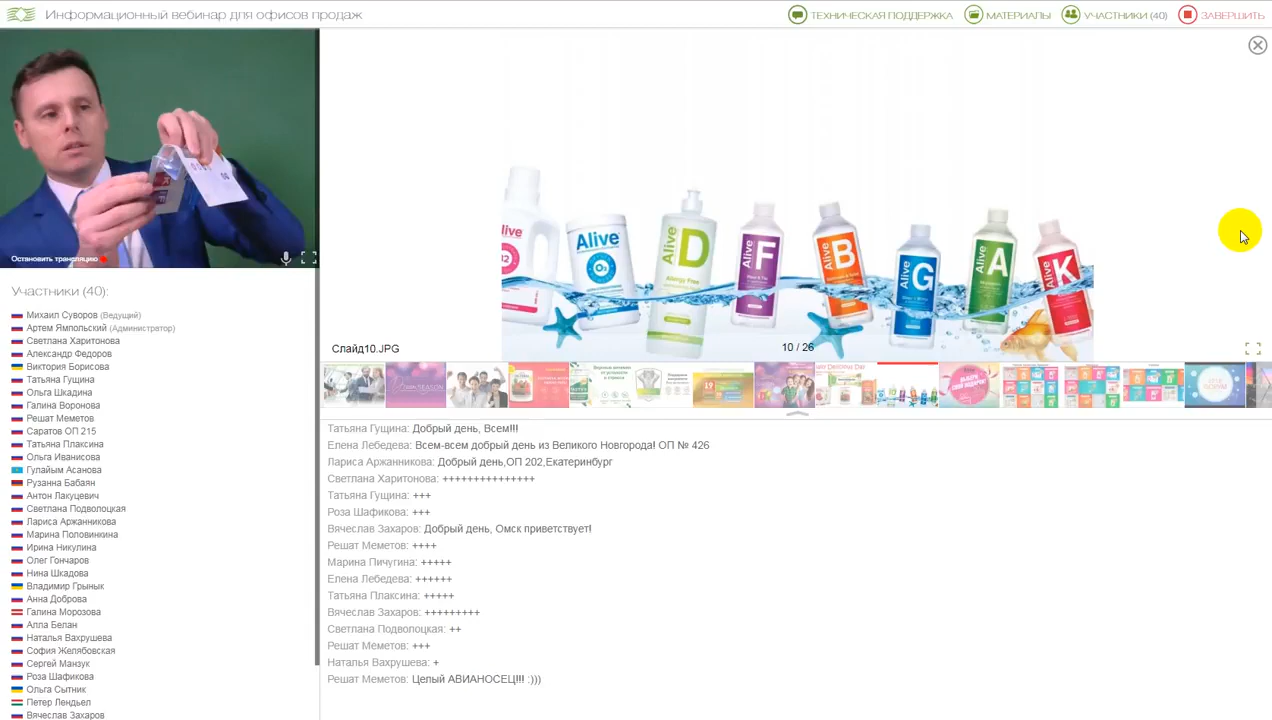 Информационный вебинар для офисов продаж
ТЕХНИЧЕСКАЯ ПОДДЕРЖКА
МАТЕРИАЛЫ
УЧАСТНИКИ (40)
ЗАВЕРШИТЬ
Остановить трансляцию
Alive
Alive
D
Alive
F
Alive
B
Alive
G
Alive
A
Alive
K
Слайд10.JPG
10 / 26
Участники (40):
Михаил Суворов (Ведущий)
Артем Ямпольский (Администратор)
Светлана Харитонова
Александр Федоров
Виктория Борисова
Татьяна Гущина
Ольга Шкадина
Галина Воронова
Решат Меметов
Саратов ОП 215
Татьяна Плаксина
Ольга Иванисова
Гулайым Асанова
Рузанна Бабаян
Антон Лакуцевич
Светлана Подволоцкая
Лариса Аржанникова
Марина Половинкина
Ирина Никулина
Олег Гончаров
Нина Шкадова
Владимир Грынык
Анна Доброва
Галина Морозова
Алла Белан
Наталья Вахрушева
София Желябовская
Сергей Манзук
Роза Шафикова
Ольга Сытник
Петер Лендьел
Вячеслав Захаров
Татьяна Гущина: Добрый день, Всем!!!
Елена Лебедева: Всем-всем добрый день из Великого Новгорода! ОП № 426
Лариса Аржанникова: Добрый день,ОП 202,Екатеринбург
Светлана Харитонова: +++++++++++++++
Татьяна Гущина: +++
Роза Шафикова: +++
Вячеслав Захаров: Добрый день, Омск приветствует!
Решат Меметов: ++++
Марина Пичугина: +++++
Елена Лебедева: ++++++
Татьяна Плаксина: +++++
Вячеслав Захаров: +++++++++
Светлана Подволоцкая: ++
Решат Меметов: +++
Наталья Вахрушева: +
Решат Меметов: Целый АВИАНОСЕЦ!!! :)))